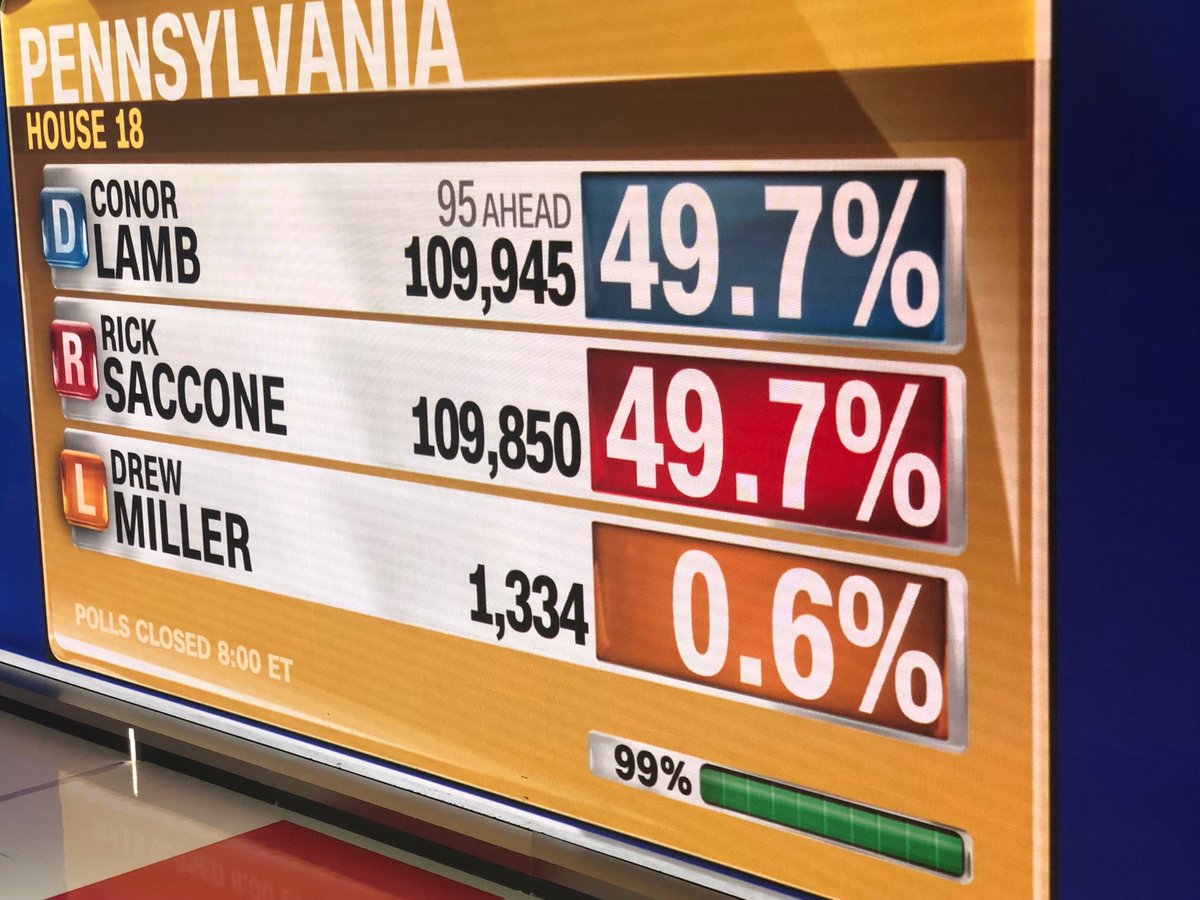 PENNSYLVANIA
HOUSE 18
D CONOR LAMB 95 AHEAD 109,945 49.7%
R RICK SACCONE 109,850 49.7%
L DREW MILLER 1,334 0.6%
POLLS CLOSED 8:00 ET
99%